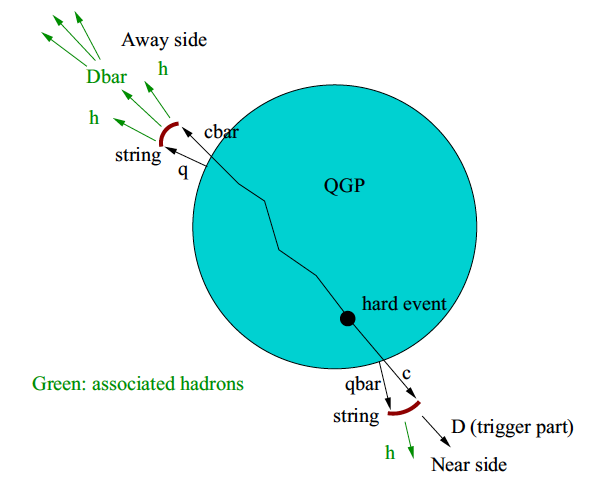 Away side
Dbar
h
h
cbar
string
q
QGP
hard event
Green: associated hadrons
qbar
c
string
D (trigger part)
h
Near side